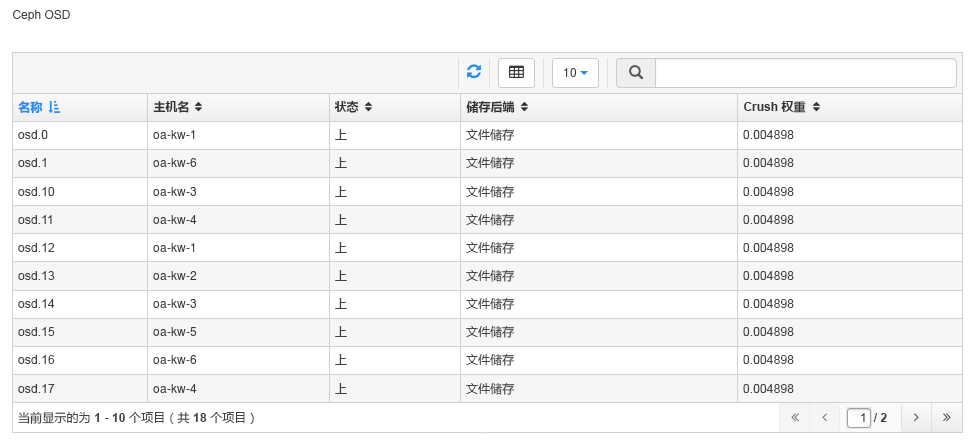 Ceph OSD
10
名称 主机名 状态 储存后端 Crush 权重
osd.0 oa-kw-1 上 文件储存 0.004898
osd.1 oa-kw-6 上 文件储存 0.004898
osd.10 oa-kw-3 上 文件储存 0.004898
osd.11 oa-kw-4 上 文件储存 0.004898
osd.12 oa-kw-1 上 文件储存 0.004898
osd.13 oa-kw-2 上 文件储存 0.004898
osd.14 oa-kw-3 上 文件储存 0.004898
osd.15 oa-kw-5 上 文件储存 0.004898
osd.16 oa-kw-6 上 文件储存 0.004898
osd.17 oa-kw-4 上 文件储存 0.004898
当前显示的为 1 - 10 个项目 ( 共 18 个项目 ) « ‹ 1 / 2 › »